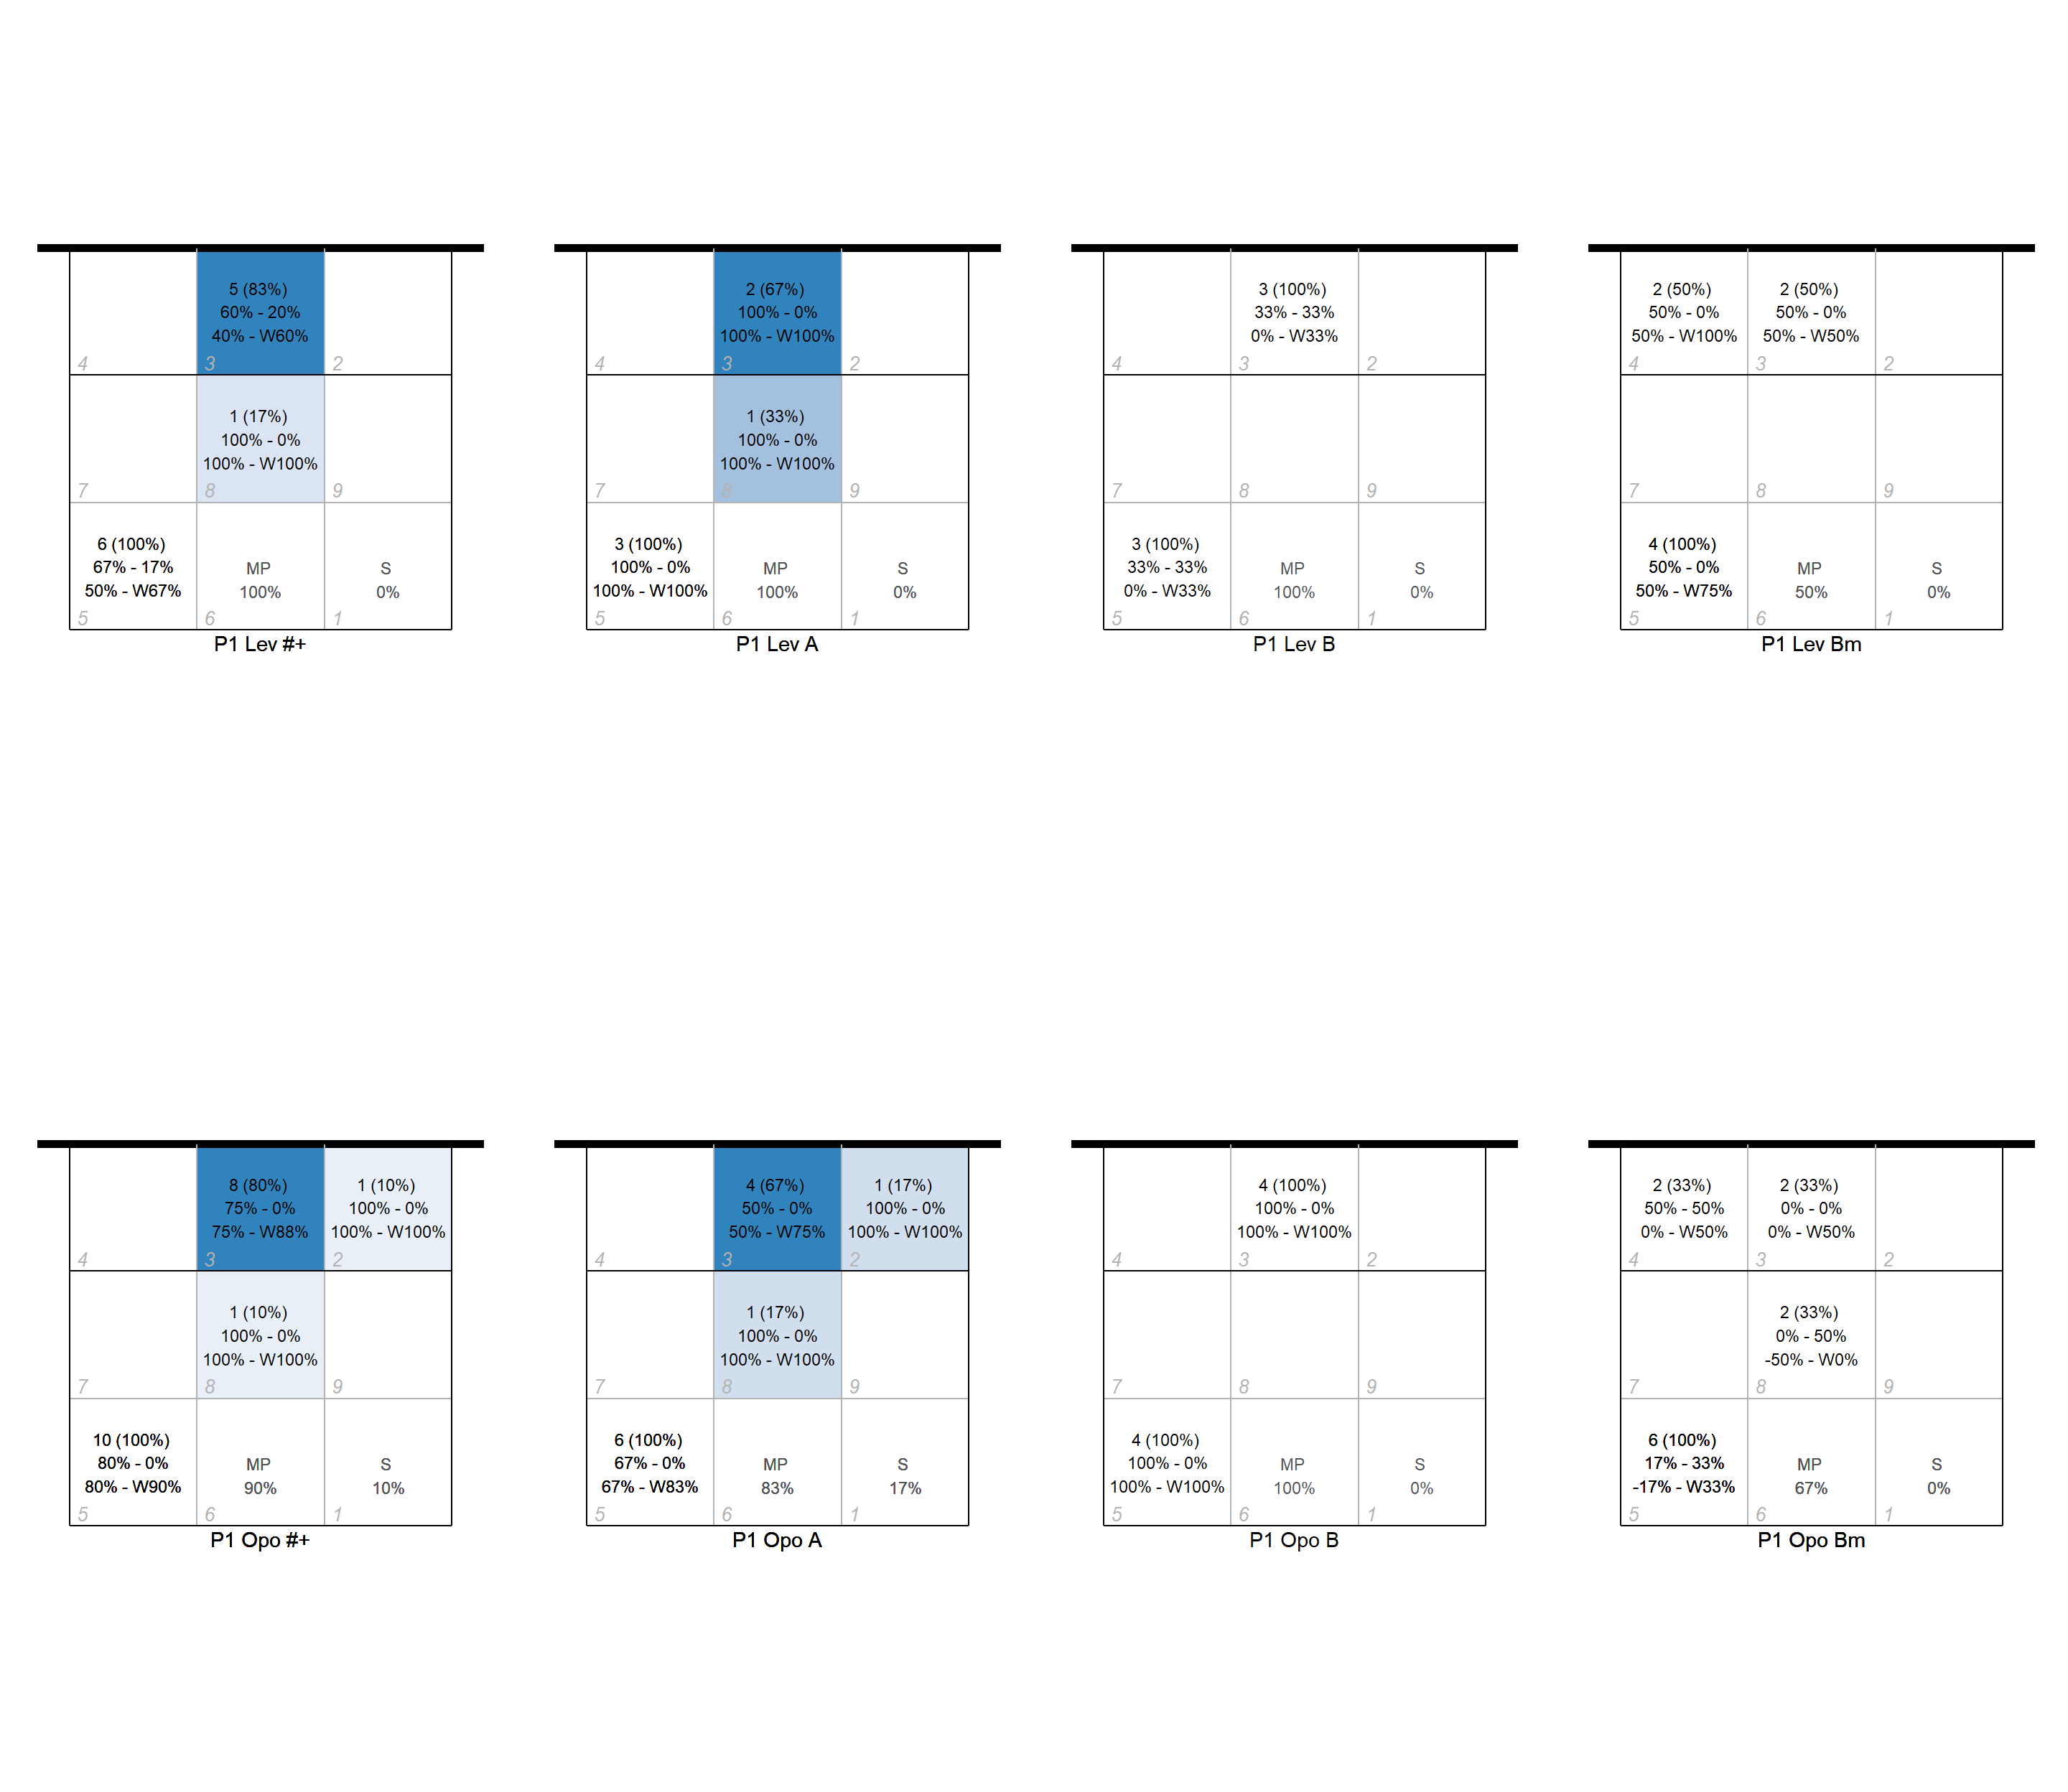 5 (83%)
60% - 20%
40% - W60%
4
3
2
1 (17%)
100% - 0%
100% - W100%
7
8
9
6 (100%)
67% - 17%
50% - W67%
MP
100%
S
0%
5
6
1
P1 Lev #+
2 (67%)
100% - 0%
100% - W100%
4
3
2
1 (33%)
100% - 0%
100% - W100%
7
8
9
3 (100%)
100% - 0%
100% - W100%
MP
100%
S
0%
5
6
1
P1 Lev A
3 (100%)
33% - 33%
0% - W33%
4
3
2
7
8
9
3 (100%)
33% - 33%
0% - W33%
MP
100%
S
0%
5
6
1
P1 Lev B
2 (50%)
50% - 0%
50% - W100%
2 (50%)
50% - 0%
50% - W50%
4
3
2
7
8
9
4 (100%)
50% - 0%
50% - W75%
MP
50%
S
0%
5
6
1
P1 Lev Bm
8 (80%)
75% - 0%
75% - W88%
1 (10%)
100% - 0%
100% - W100%
4
3
2
1 (10%)
100% - 0%
100% - W100%
7
8
9
10 (100%)
80% - 0%
80% - W90%
MP
90%
S
10%
5
6
1
P1 Opo #+
4 (67%)
50% - 0%
50% - W75%
1 (17%)
100% - 0%
100% - W100%
4
3
2
1 (17%)
100% - 0%
100% - W100%
7
8
9
6 (100%)
67% - 0%
67% - W83%
MP
83%
S
17%
5
6
1
P1 Opo A
4 (100%)
100% - 0%
100% - W100%
4
3
2
7
8
9
4 (100%)
100% - 0%
100% - W100%
MP
100%
S
0%
5
6
1
P1 Opo B
2 (33%)
50% - 50%
0% - W50%
2 (33%)
0% - 0%
0% - W50%
4
3
2
2 (33%)
0% - 50%
-50% - W0%
7
8
9
6 (100%)
17% - 33%
-17% - W33%
MP
67%
S
0%
5
6
1
P1 Opo Bm